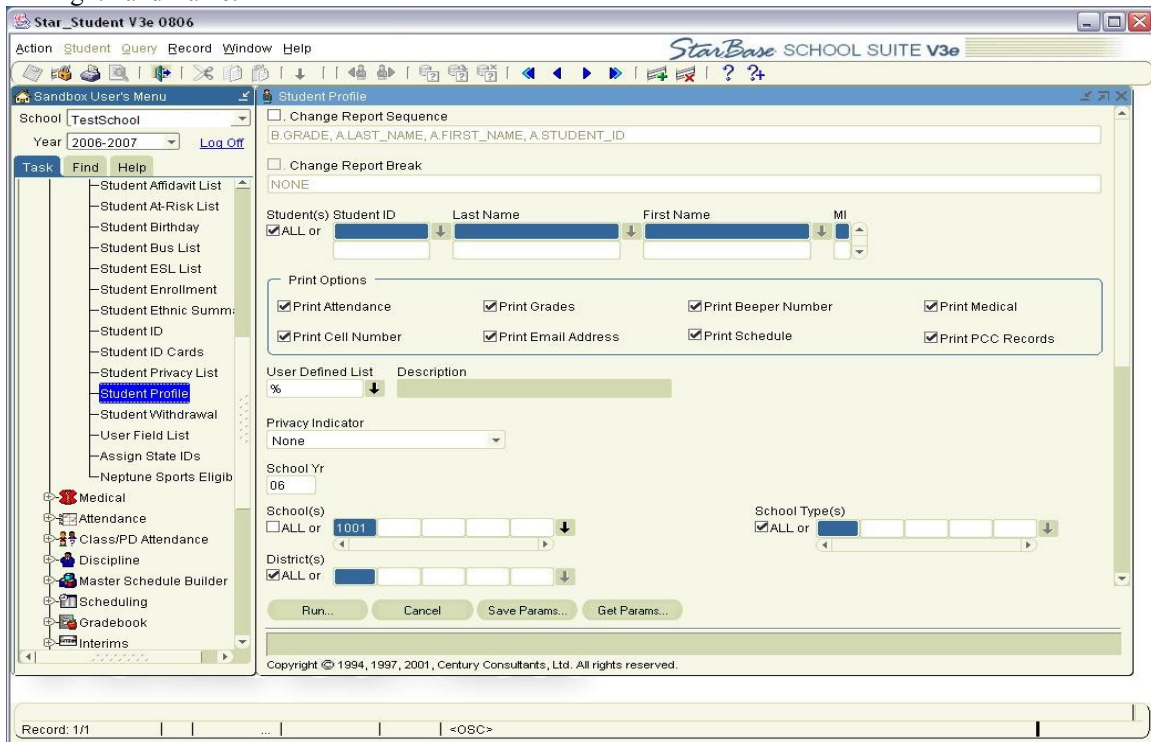 Star_Student V3e 0806
Action Student Query Record Window Help
StarBase SCHOOL SUITE V3e
Sandbox User's Menu
School TestSchool
Year 2006-2007 Log Off
Task Find Help
Student Affidavit List
Student At-Risk List
Student Birthday
Student Bus List
Student ESL List
Student Enrollment
Student Ethnic Summa
Student ID
Student ID Cards
Student Privacy List
Student Profile
Student Withdrawal
User Field List
Assign State IDs
Neptune Sports Eligib
Medical
Attendance
Class/PD Attendance
Discipline
Master Schedule Builder
Scheduling
Gradebook
Interims
Student Profile
. Change Report Sequence
B.GRADE, A.LAST_NAME, A.FIRST_NAME, A.STUDENT_ID
. Change Report Break
NONE
Student(s) Student ID Last Name First Name MI
ALL or
Print Options
Print Attendance Print Grades Print Beeper Number Print Medical
Print Cell Number Print Email Address Print Schedule Print PCC Records
User Defined List Description
%
Privacy Indicator
None
School Yr
06
School(s) School Type(s)
ALL or 1001 ALL or
District(s)
ALL or
Run... Cancel Save Params... Get Params...
Copyright © 1994, 1997, 2001, Century Consultants, Ltd. All rights reserved.
Record: 1/1 ... <OSC>